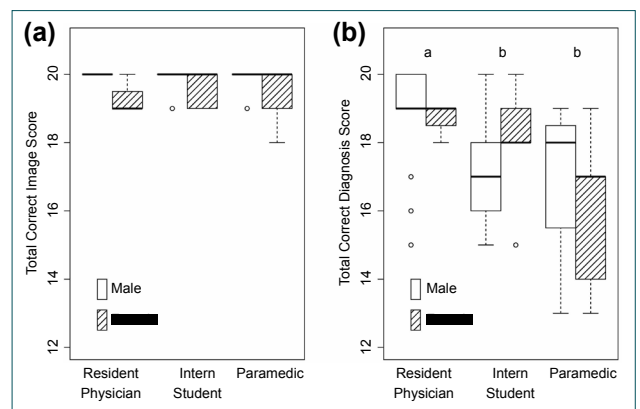 (a)
Total Correct Image Score
20
18
16
14
12
Male
Resident Physician
Intern Student
Paramedic
(b)
Total Correct Diagnosis Score
20
18
16
14
12
a b b
Male
Resident Physician
Intern Student
Paramedic